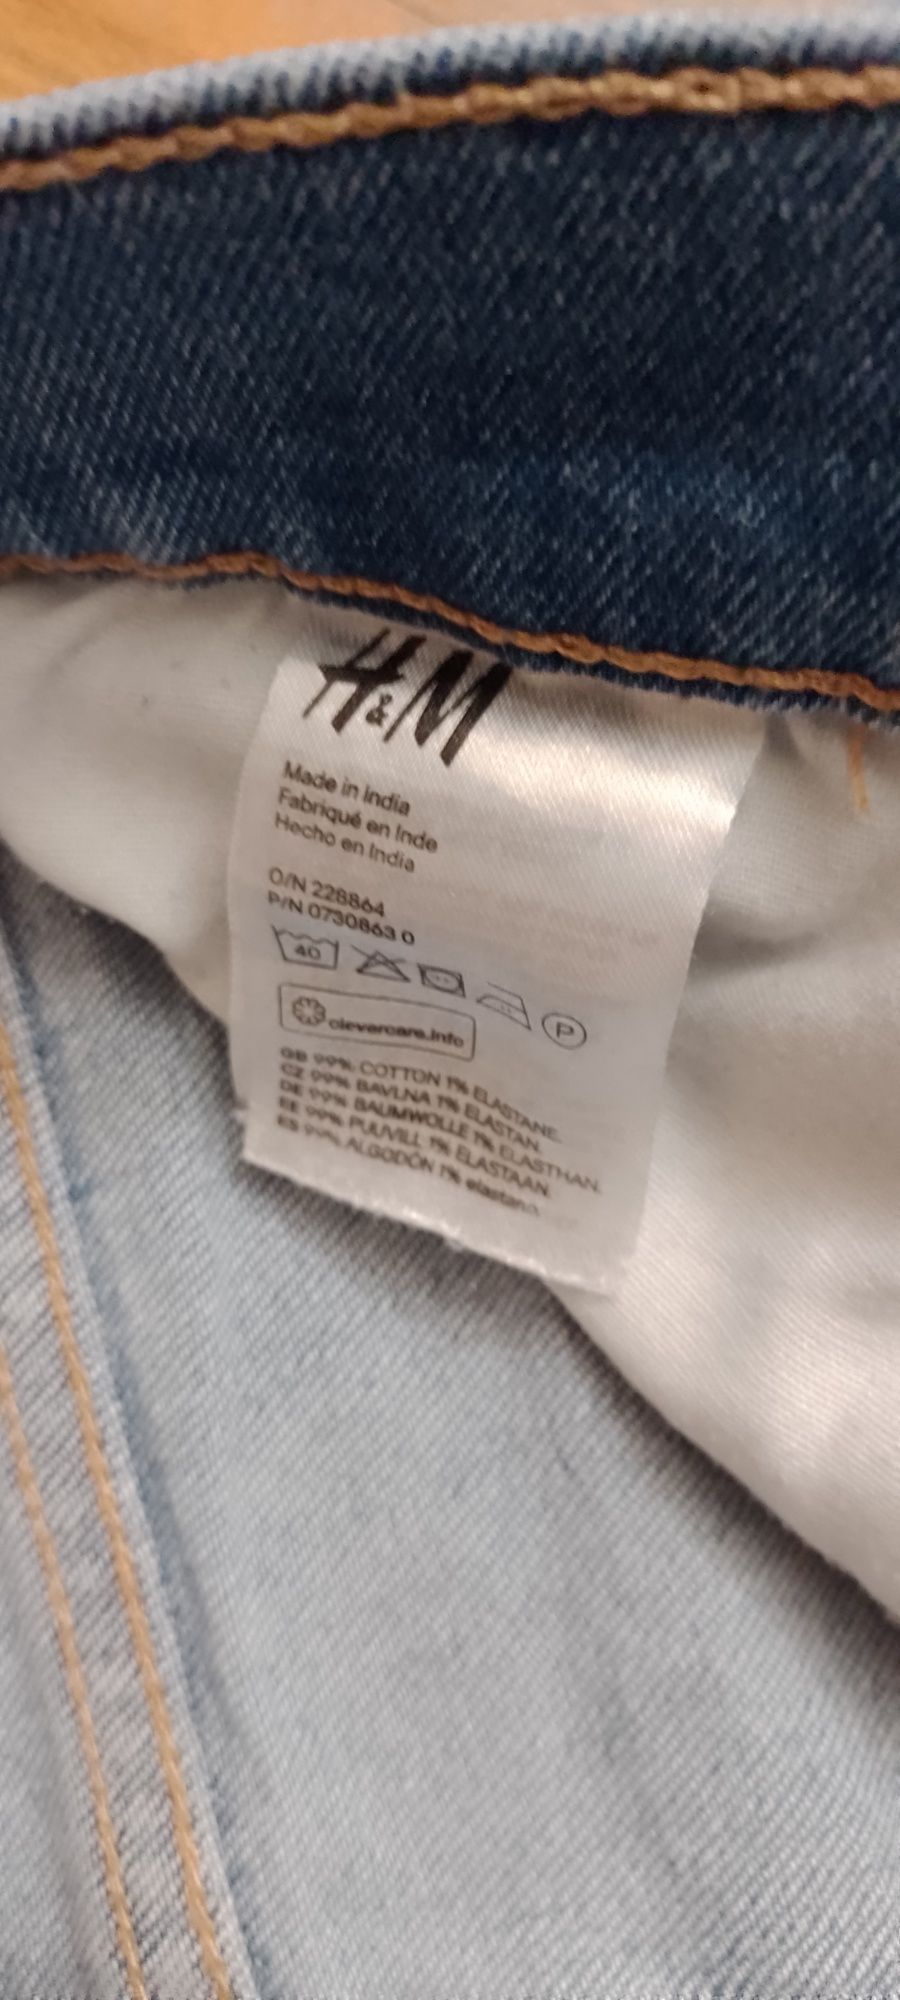 H&M
Made in India
Fabriqué en Inde
Hecho en India
O/N 228864
P/N 0730863 0
40
P
clevercare.info
GB 99% COTTON 1% ELASTANE
CZ 99% BAVLNA 1% ELASTAN.
DE 99% BAUMWOLLE 1% ELASTHAN.
EE 99% PUUVILL 1% ELASTAAN
ES 99% ALGODÓN 1% elastano